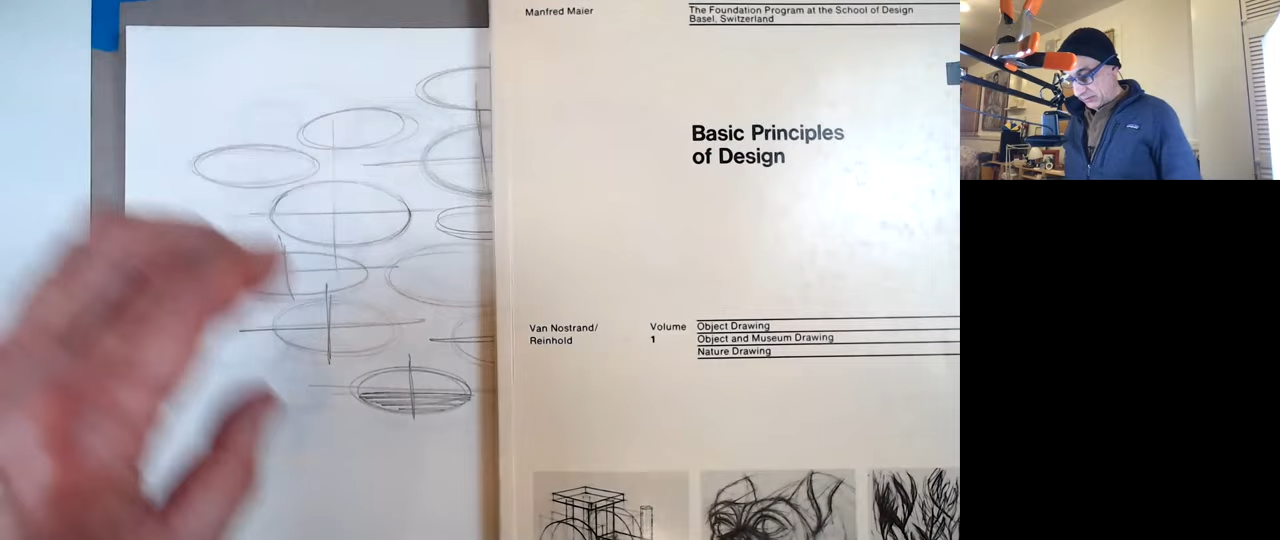 Manfred Maier
The Foundation Program at the School of Design
Basel, Switzerland
Basic Principles
of Design
Van Nostrand/
Reinhold
Volume
1
Object Drawing
Object and Museum Drawing
Nature Drawing